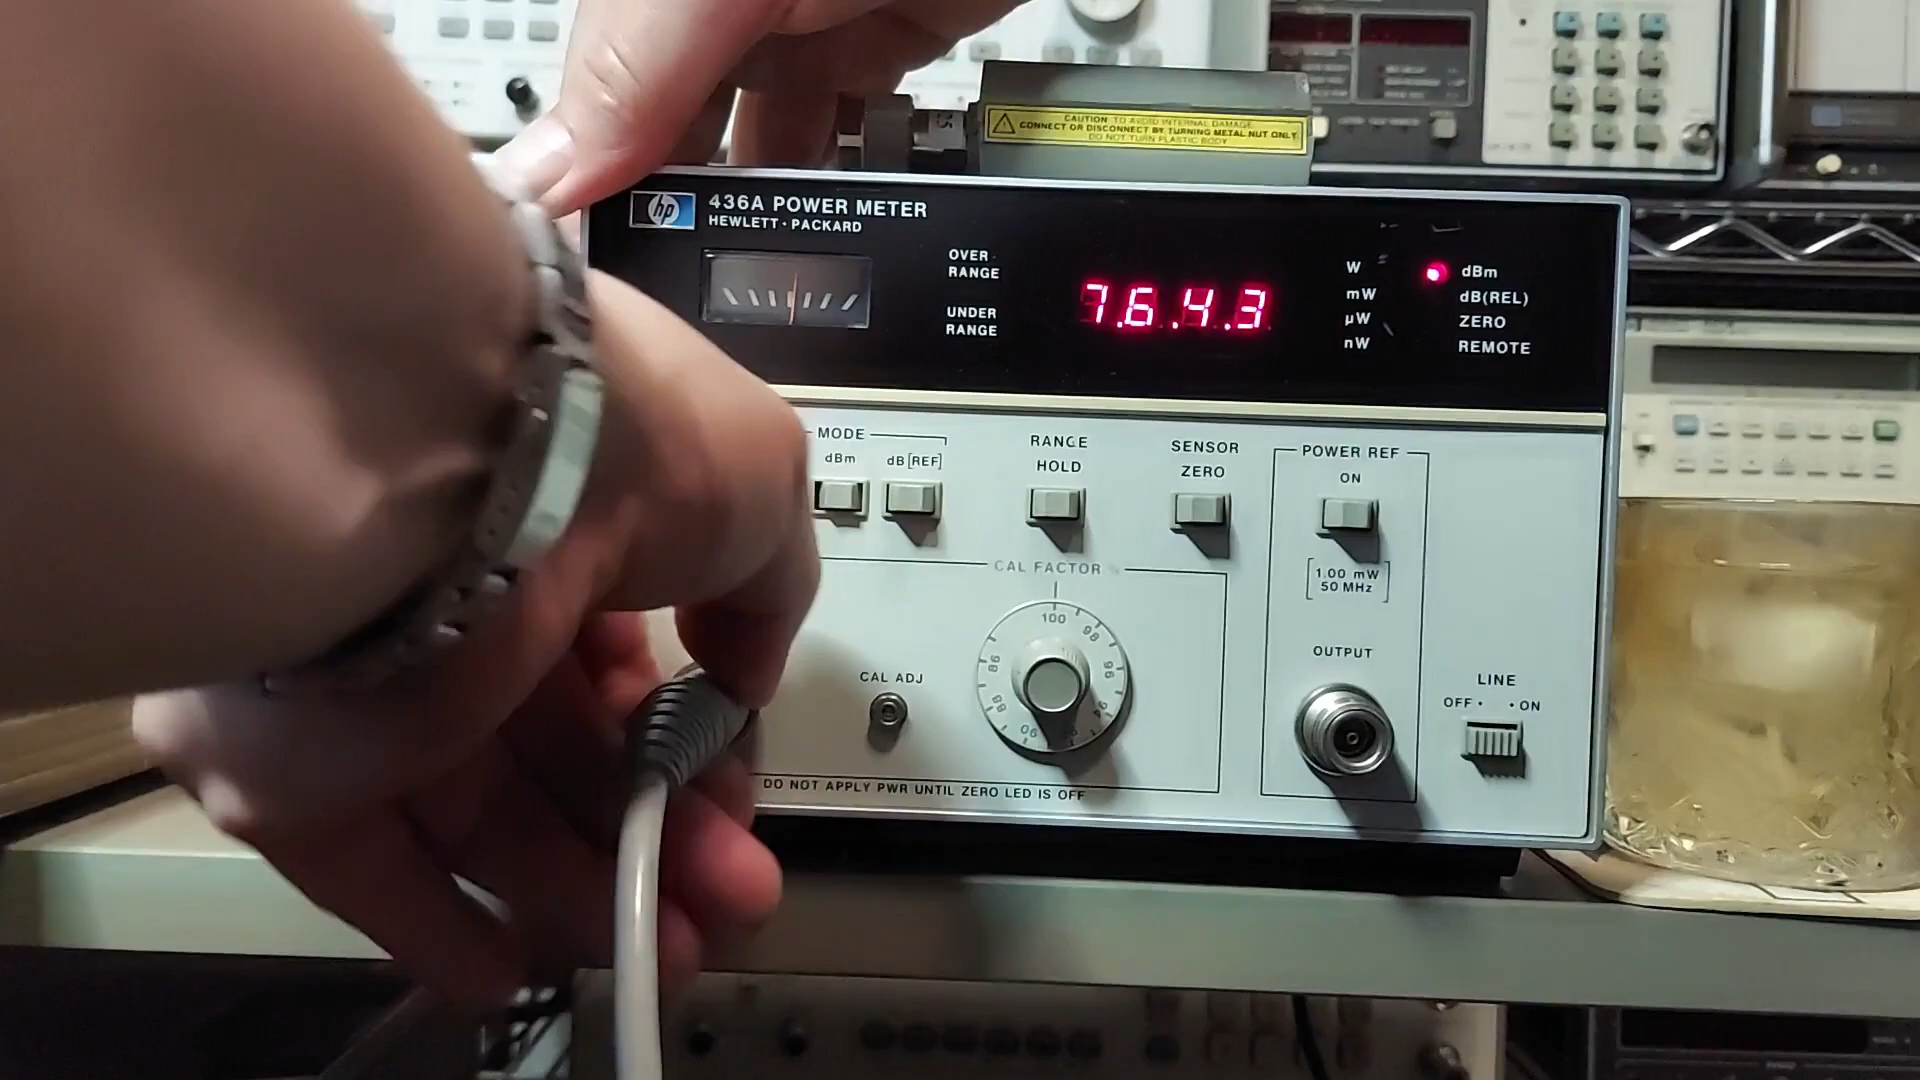 CAUTION TO AVOID INTERNAL DAMAGE
CONNECT OR DISCONNECT BY TURNING METAL NUT ONLY.
DO NOT TURN PLASTIC BODY
hp
436A POWER METER
HEWLETT · PACKARD
OVER
RANGE
UNDER
RANGE
7.6.4.3.
W
mW
µW
nW
dBm
dB(REL)
ZERO
REMOTE
MODE
dBm
dB[REF]
RANGE
HOLD
SENSOR
ZERO
POWER REF
ON
1.00 mW
50 MHz
OUTPUT
CAL FACTOR %
100
98
96
94
90
88
86
CAL ADJ
LINE
OFF · · ON
DO NOT APPLY PWR UNTIL ZERO LED IS OFF